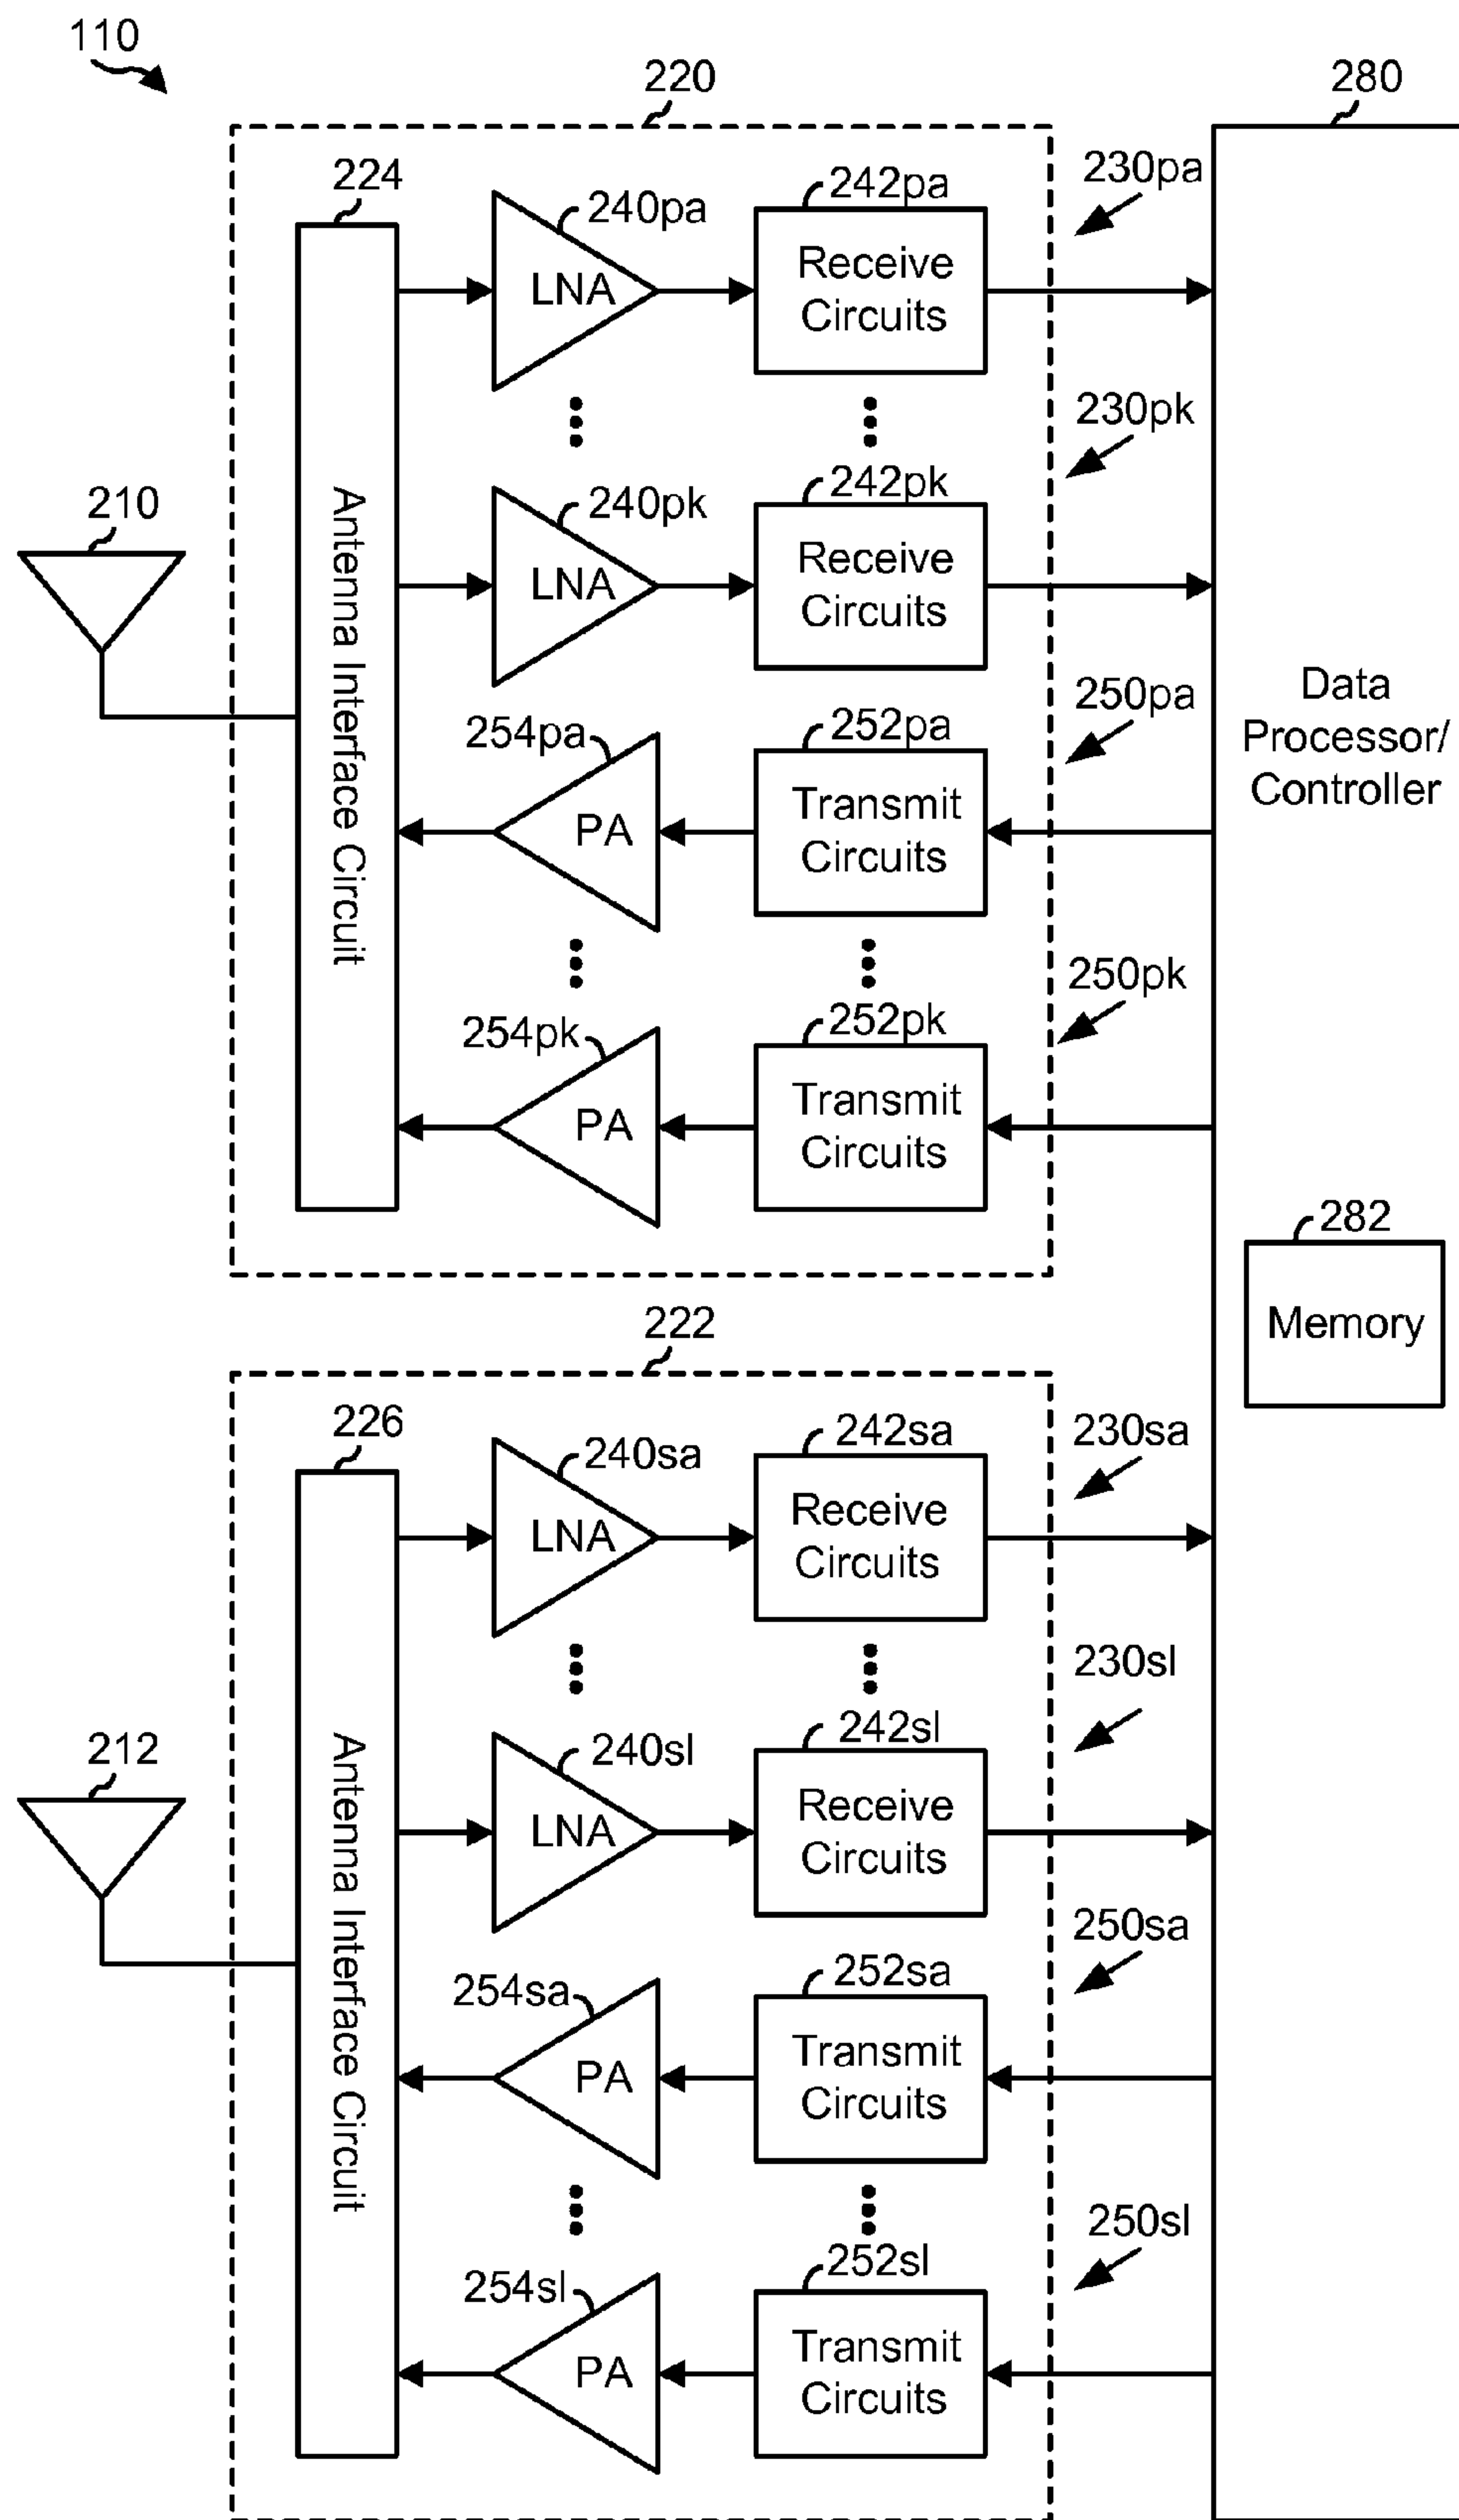 110
220
280
224
240pa
242pa
230pa
LNA
Receive
Circuits
230pk
240pk
242pk
210
LNA
Receive
Circuits
Antenna Interface Circuit
250pa
254pa
252pa
Data
Processor/
Controller
PA
Transmit
Circuits
250pk
254pk
252pk
PA
Transmit
Circuits
282
Memory
222
226
240sa
242sa
230sa
LNA
Receive
Circuits
230sl
240sl
242sl
212
LNA
Receive
Circuits
Antenna Interface Circuit
250sa
254sa
252sa
PA
Transmit
Circuits
250sl
254sl
252sl
PA
Transmit
Circuits